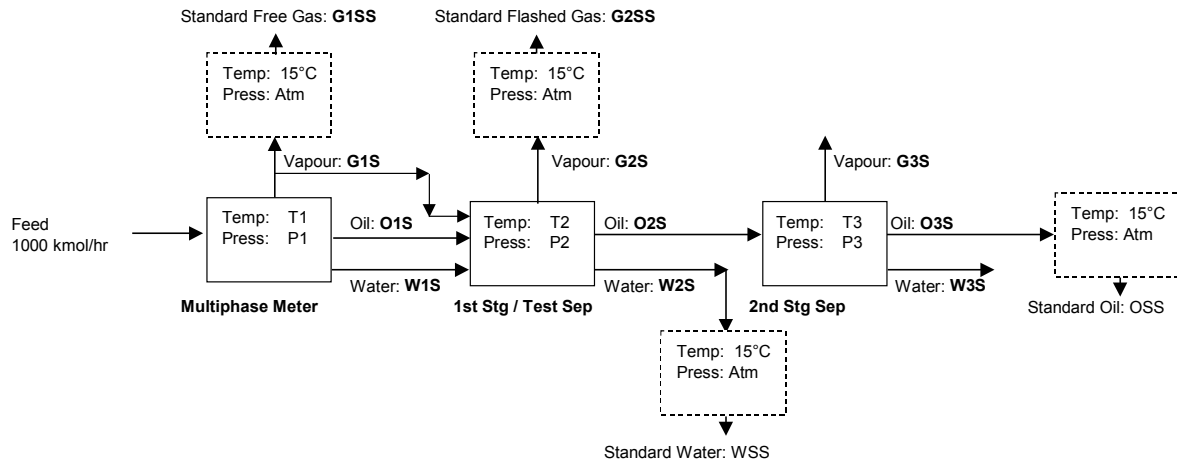 Standard Free Gas: G1SS
Standard Flashed Gas: G2SS
Temp: 15°C
Press: Atm
Temp: 15°C
Press: Atm
Vapour: G1S
Vapour: G2S
Vapour: G3S
Feed
1000 kmol/hr
Temp: T1
Press: P1
Oil: O1S
Water: W1S
Multiphase Meter
Temp: T2
Press: P2
Oil: O2S
Water: W2S
1st Stg / Test Sep
Temp: T3
Press: P3
Oil: O3S
Water: W3S
2nd Stg Sep
Temp: 15°C
Press: Atm
Standard Oil: OSS
Temp: 15°C
Press: Atm
Standard Water: WSS